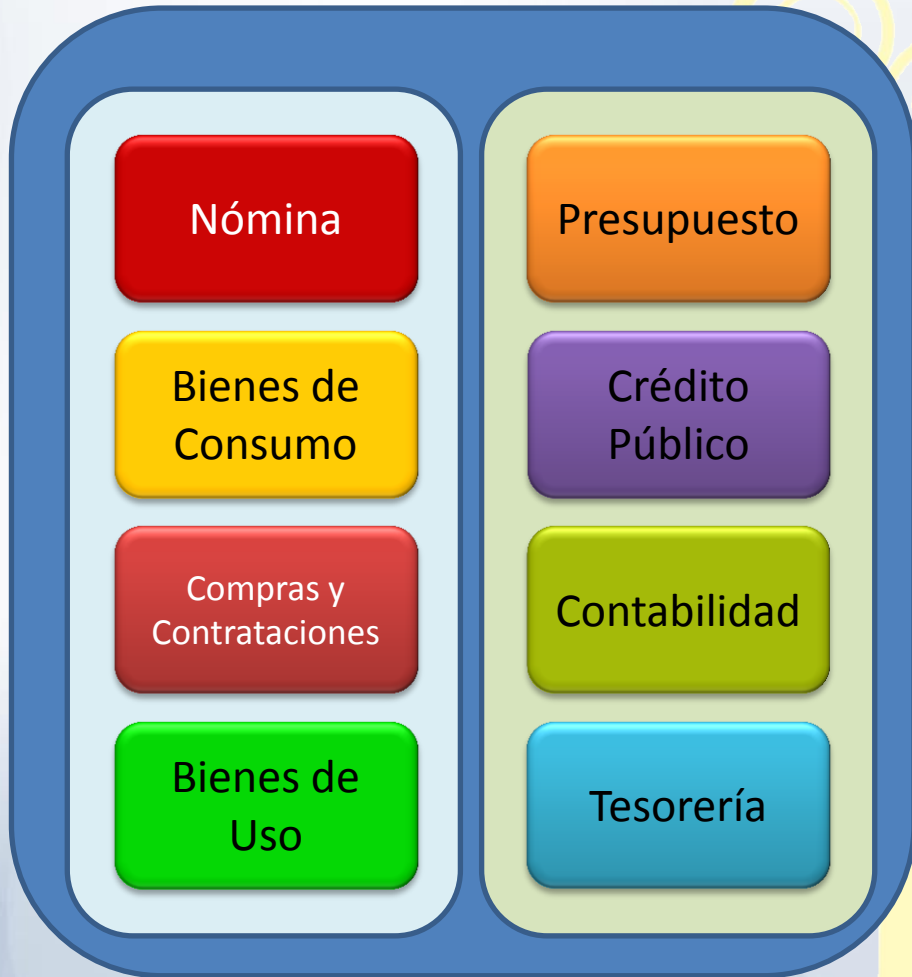 Nómina
Bienes de
Consumo
Compras y
Contrataciones
Bienes de
Uso
Presupuesto
Crédito
Público
Contabilidad
Tesorería